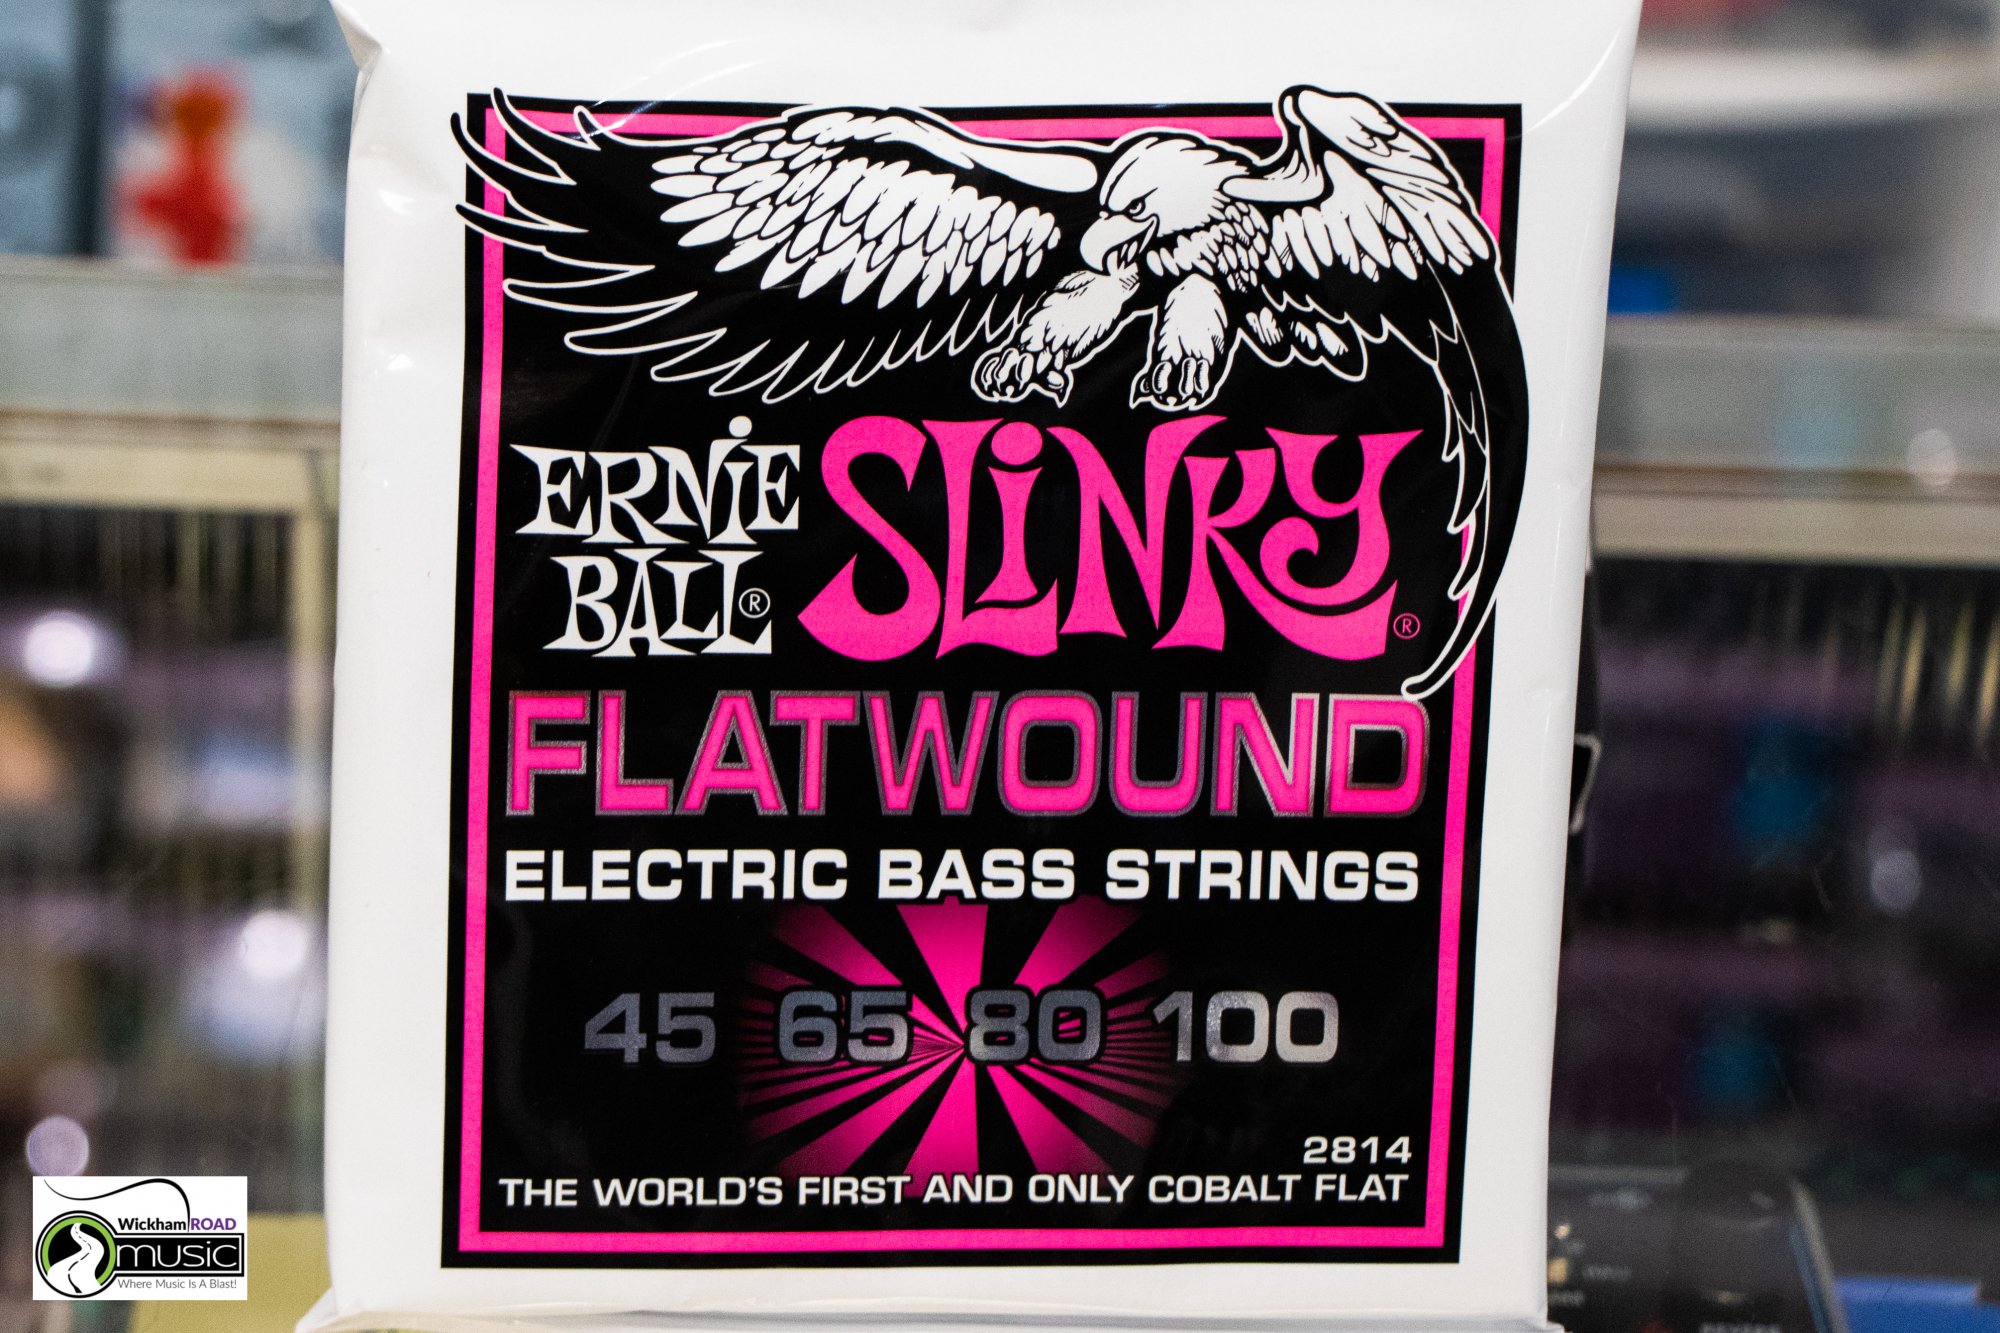 ERNiE
BALL®
SLiNKY®
FLATWOUND
ELECTRIC BASS STRINGS
45 65 80 100
2814
THE WORLD'S FIRST AND ONLY COBALT FLAT
Wickham ROAD
music
Where Music Is A Blast!